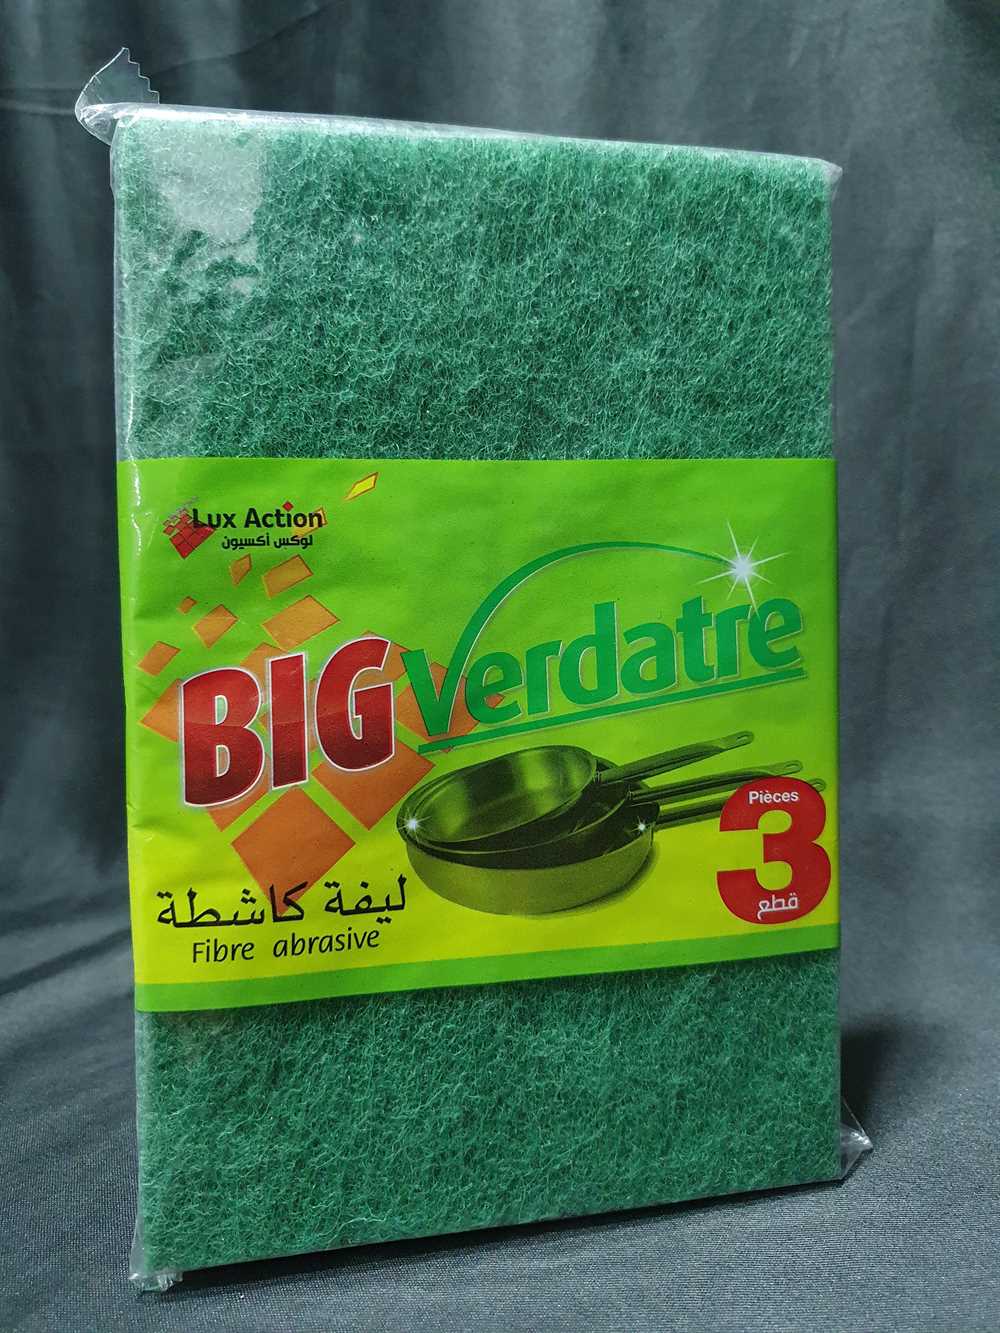 Lux Action
لوكس أكسيون
BIG Verdatre
Pièces
3
قطع
ليفة كاشطة
Fibre abrasive